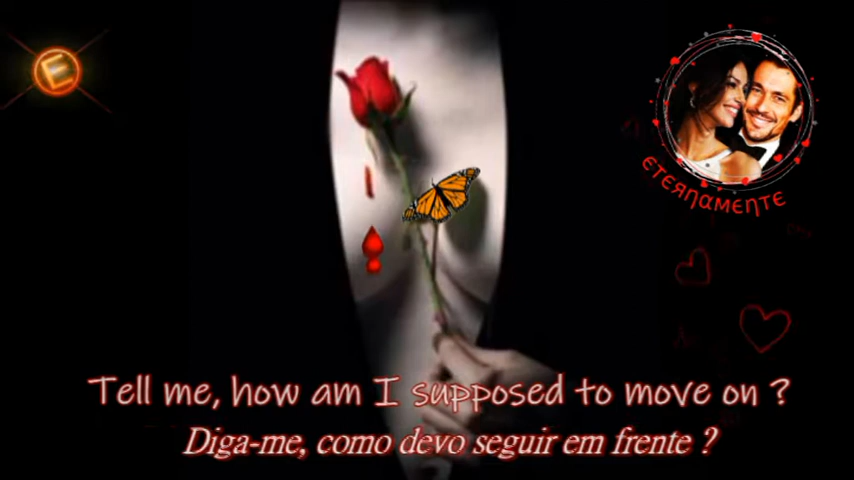 E
ETERNAMENTE
Tell me, how am I supposed to move on ?
Diga-me, como devo seguir em frente ?